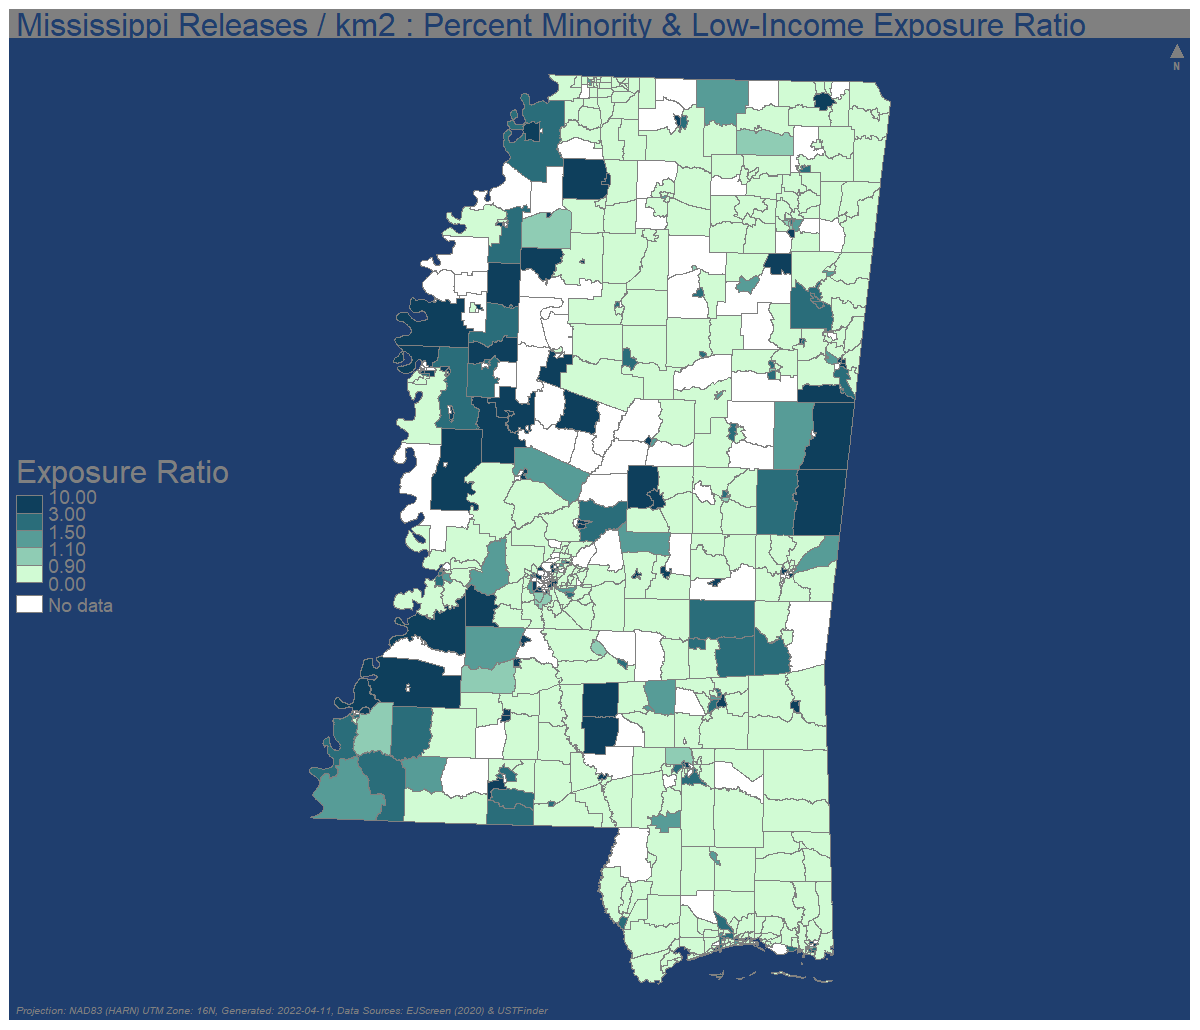 Mississippi Releases / km2 : Percent Minority & Low-Income Exposure Ratio
N
Exposure Ratio
10.00
3.00
1.50
1.10
0.90
0.00
No data
Projection: NAD83 (HARN) UTM Zone: 16N, Generated: 2022-04-11, Data Sources: EJScreen (2020) & USTFinder